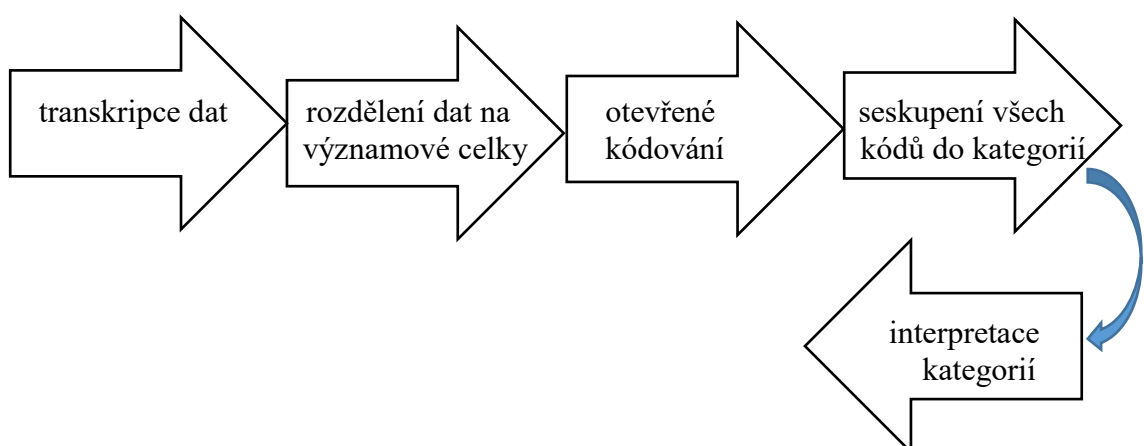 transkripce dat
rozdělení dat na
významové celky
otevřené
kódování
seskupení všech
kódů do kategorií
interpretace
kategorií